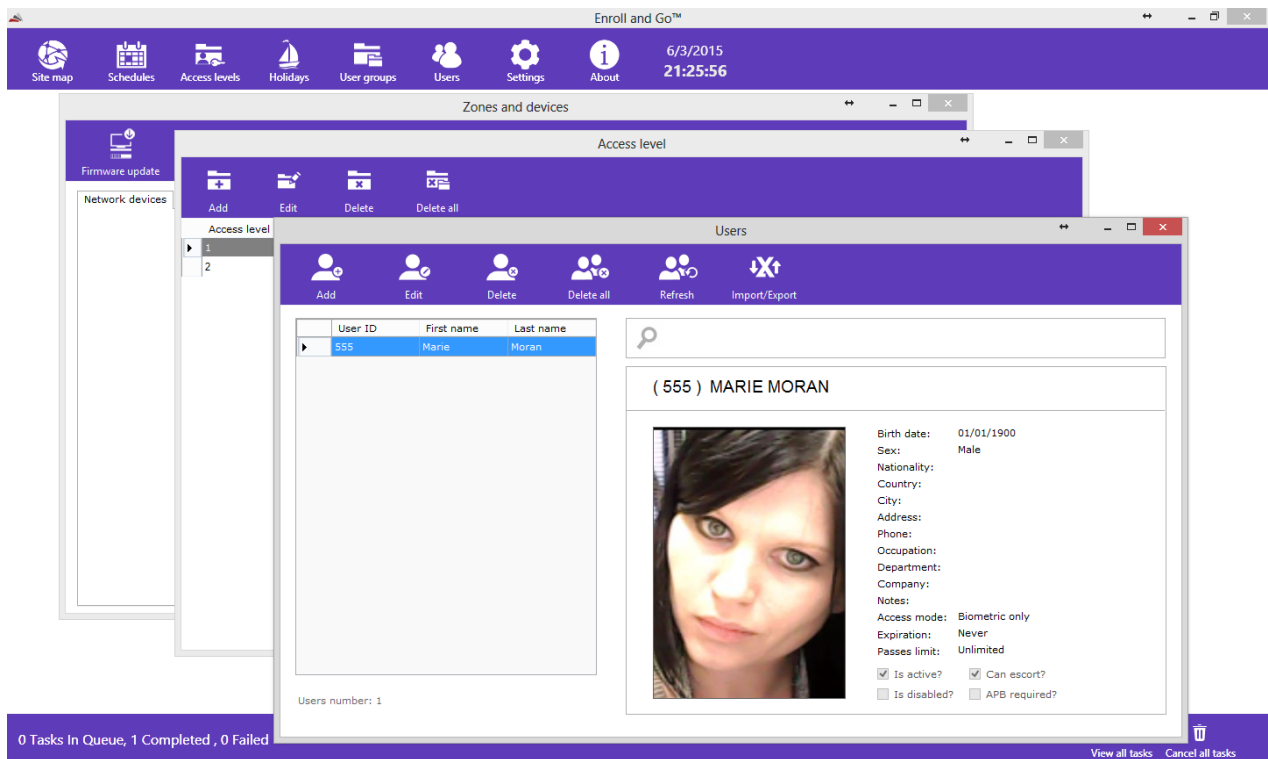 Enroll and Go™
Site map Schedules Access levels Holidays User groups Users Settings About
6/3/2015
21:25:56
Zones and devices
Firmware update
Network devices
Access level
Add Edit Delete Delete all
Access level
1
2
Users
Add Edit Delete Delete all Refresh Import/Export
User ID First name Last name
555 Marie Moran
Users number: 1
( 555 ) MARIE MORAN
Birth date: 01/01/1900
Sex: Male
Nationality:
Country:
City:
Address:
Phone:
Occupation:
Department:
Company:
Notes:
Access mode: Biometric only
Expiration: Never
Passes limit: Unlimited
Is active? Can escort?
Is disabled? APB required?
0 Tasks In Queue, 1 Completed , 0 Failed
View all tasks Cancel all tasks